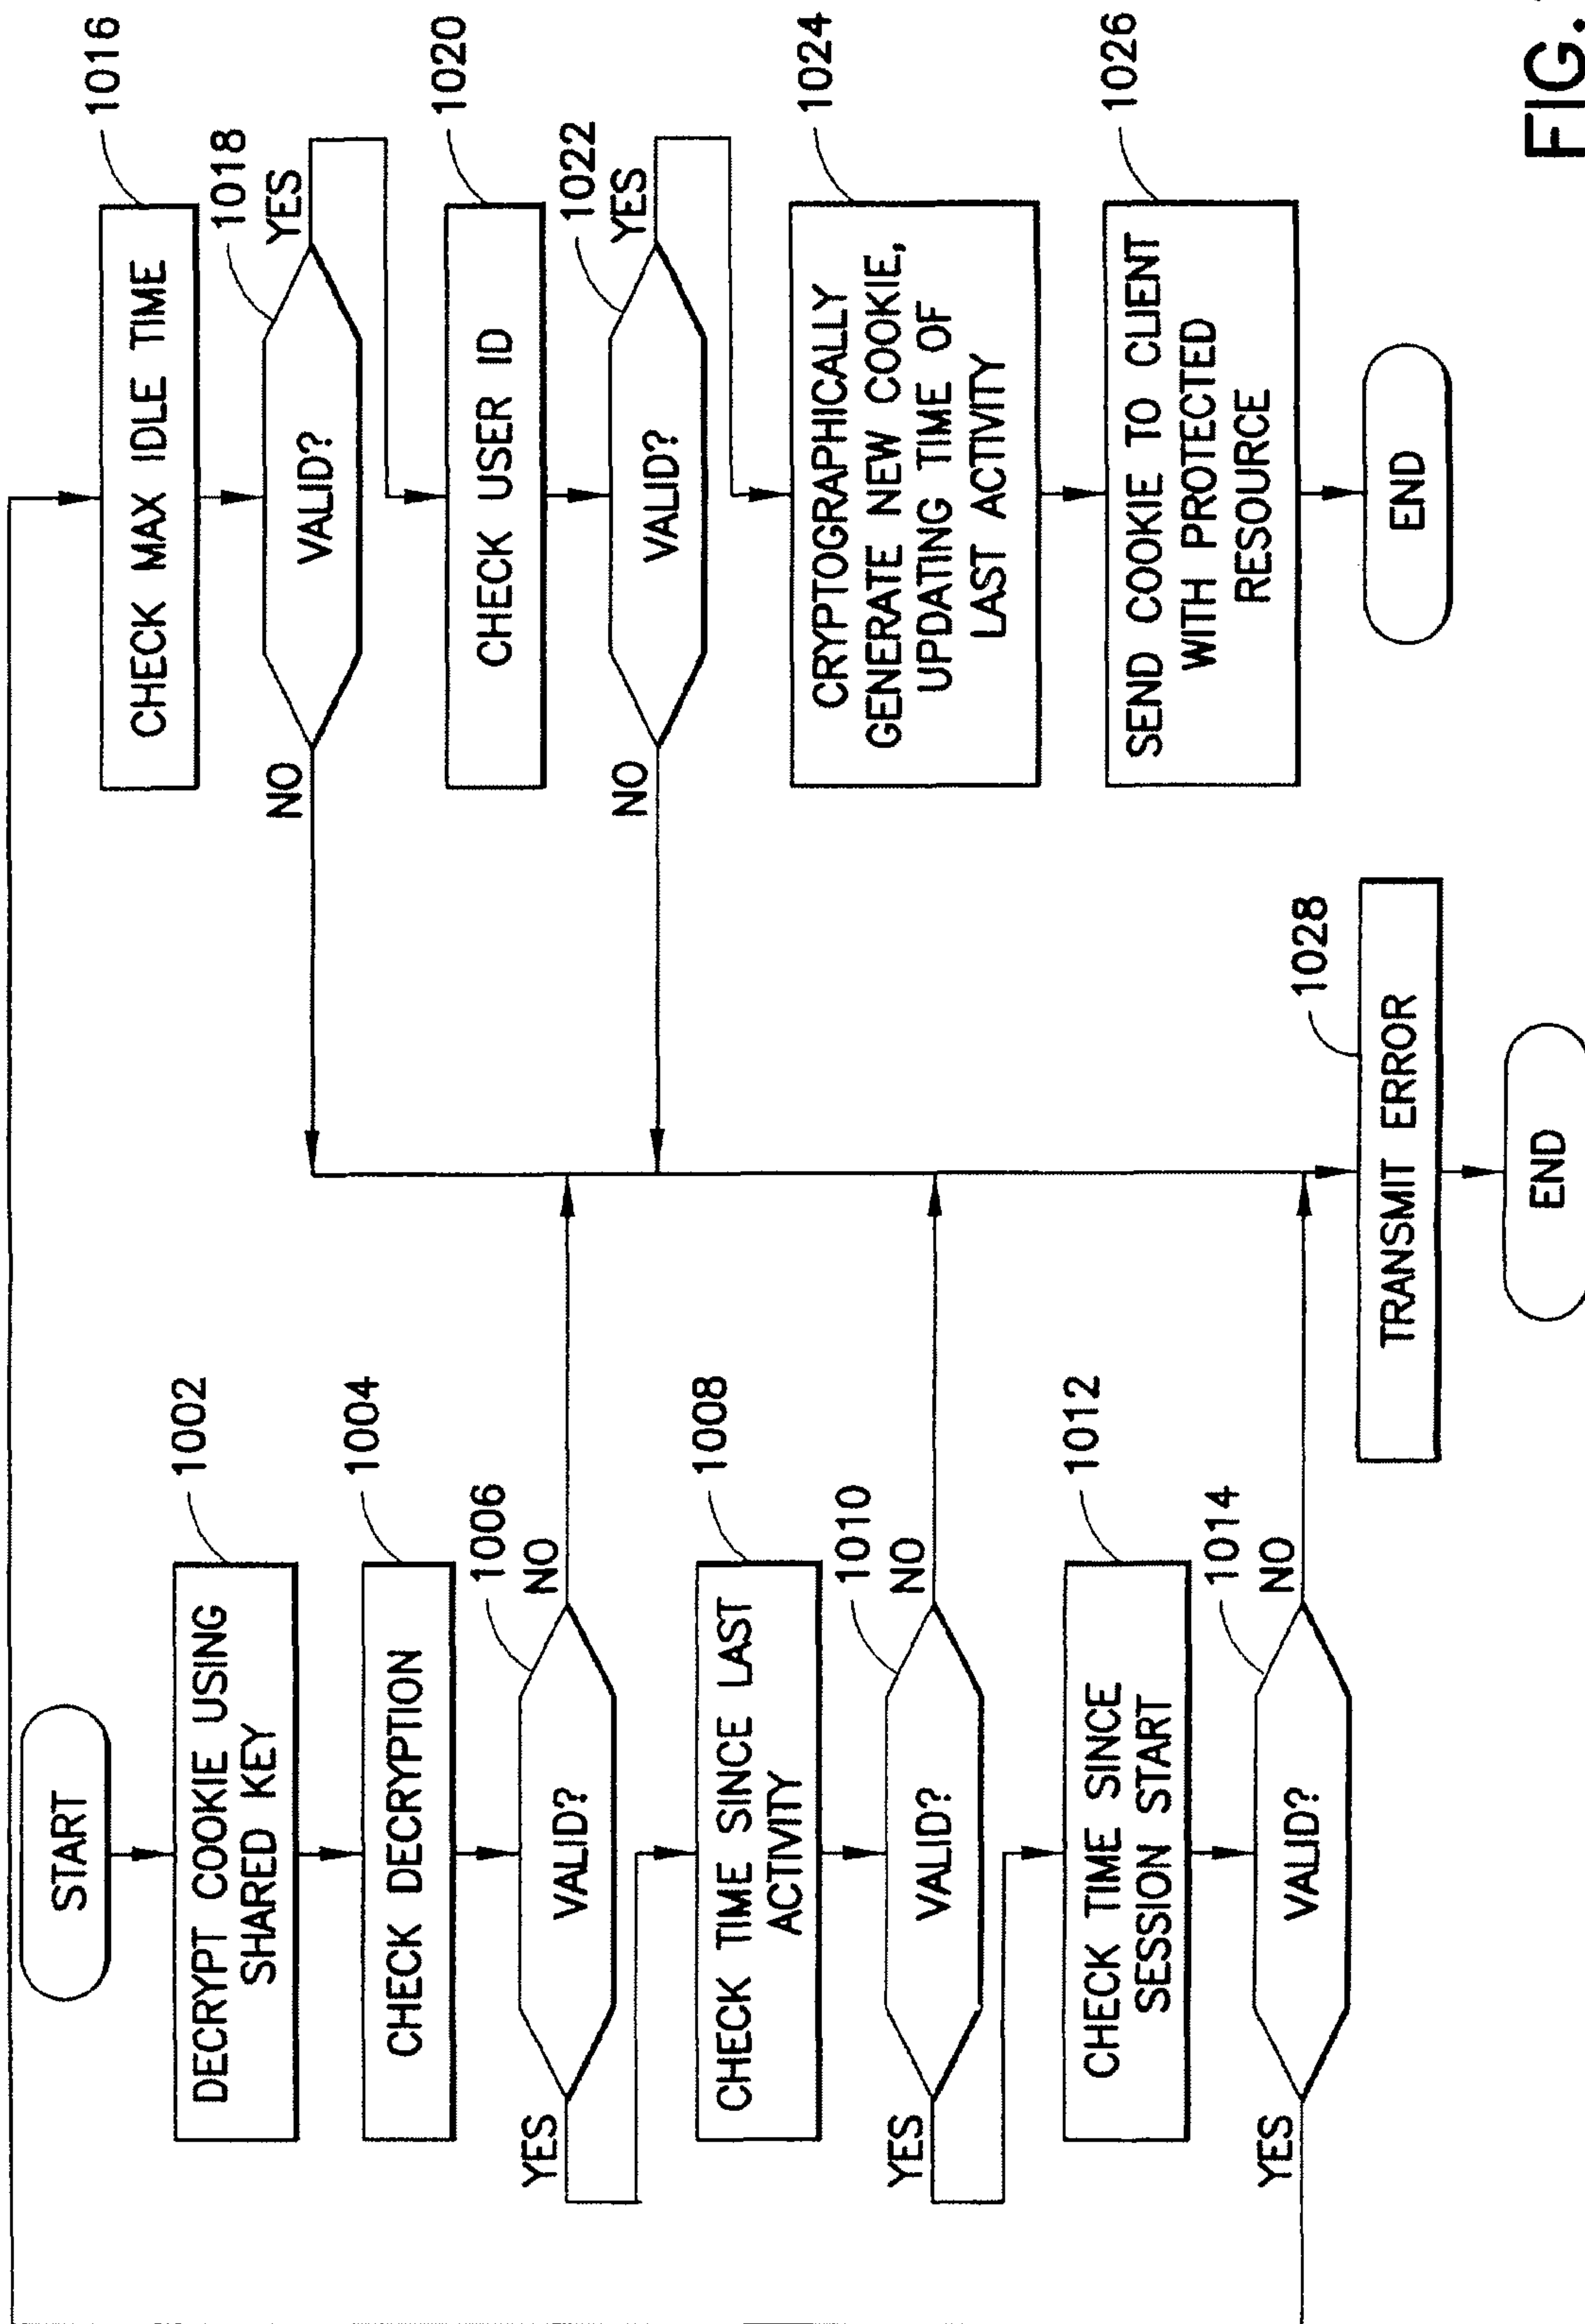 START
1002
DECRYPT COOKIE USING
SHARED KEY
1004
CHECK DECRYPTION
1006
VALID?
YES
NO
1008
CHECK TIME SINCE LAST
ACTIVITY
1010
VALID?
YES
NO
1012
CHECK TIME SINCE
SESSION START
1014
VALID?
YES
NO
1016
CHECK MAX IDLE TIME
1018
VALID?
NO
YES
1020
CHECK USER ID
1022
VALID?
NO
YES
1024
CRYPTOGRAPHICALLY
GENERATE NEW COOKIE,
UPDATING TIME OF
LAST ACTIVITY
1026
SEND COOKIE TO CLIENT
WITH PROTECTED
RESOURCE
END
1028
TRANSMIT ERROR
END
FIG.